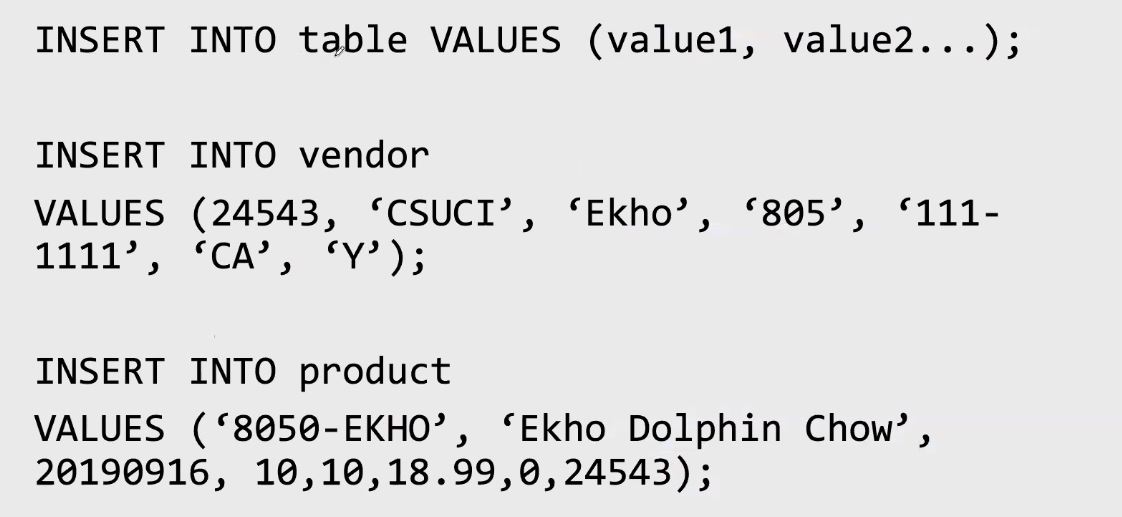 INSERT INTO table VALUES (value1, value2...);
INSERT INTO vendor
VALUES (24543, ‘CSUCI’, ‘Ekho’, ‘805’, ‘111-
1111’, ‘CA’, ‘Y’);
INSERT INTO product
VALUES (‘8050-EKHO’, ‘Ekho Dolphin Chow’,
20190916, 10,10,18.99,0,24543);